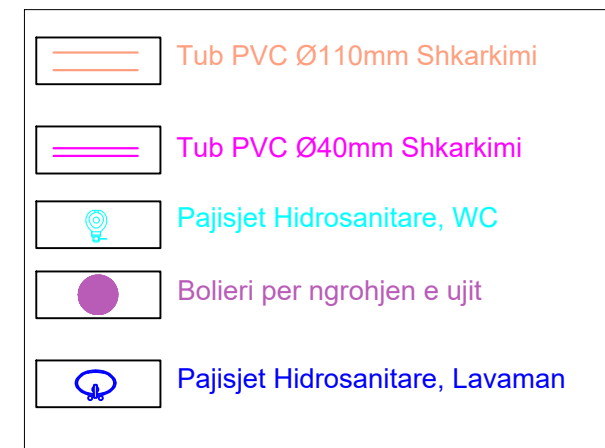 Tub PVC Ø110mm Shkarkimi
Tub PVC Ø40mm Shkarkimi
Pajisjet Hidrosanitare, WC
Bolieri per ngrohjen e ujit
Pajisjet Hidrosanitare, Lavaman